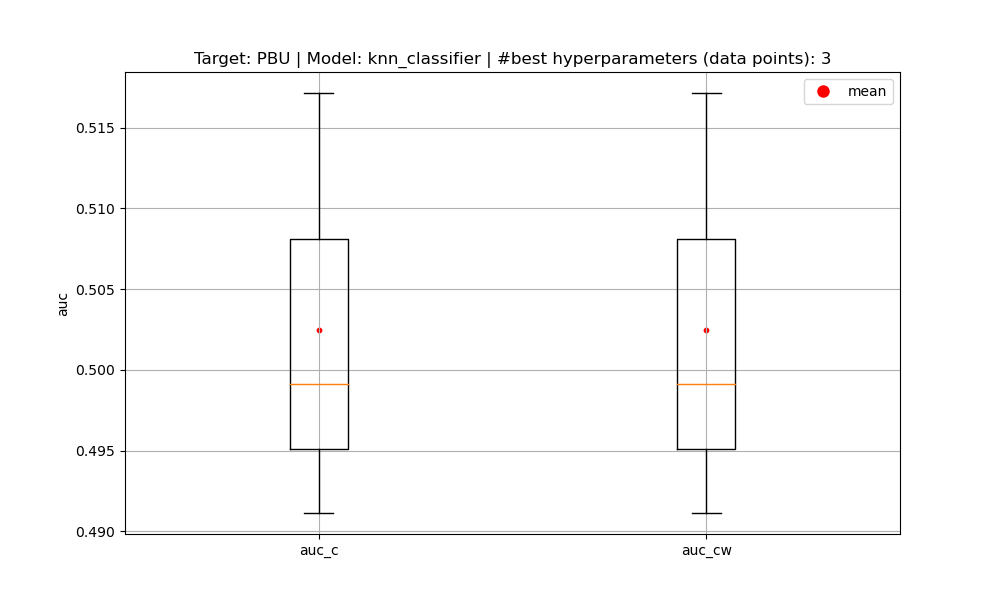 Target: PBU | Model: knn_classifier | #best hyperparameters (data points): 3
mean
0.515
0.510
0.505
0.500
0.495
0.490
auc
auc_c
auc_cw